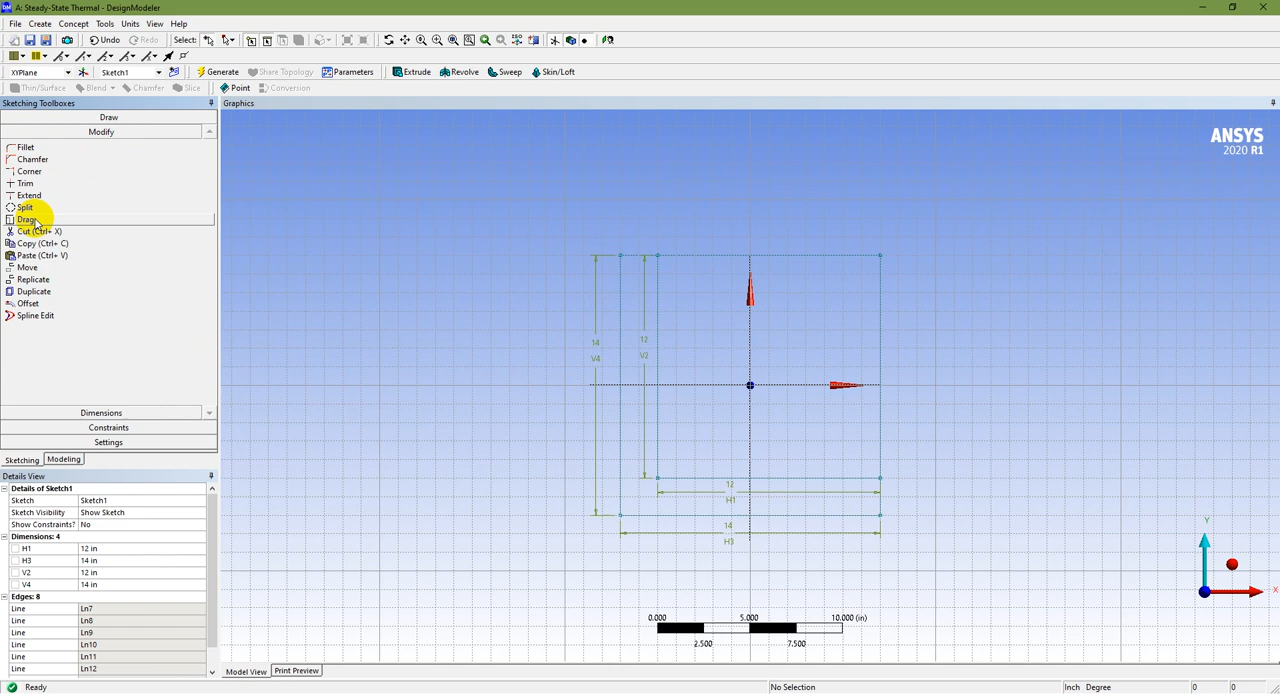 A: Steady-State Thermal - DesignModeler
File Create Concept Tools Units View Help
Undo Redo Select:
XYPlane Sketch1 Generate Share Topology Parameters Extrude Revolve Sweep Skin/Loft
Thin/Surface Blend Chamfer Slice Point Conversion
Sketching Toolboxes
Graphics
Draw
Modify
Fillet
Chamfer
Corner
Trim
Extend
Split
Drag
Cut (Ctrl+ X)
Copy (Ctrl+ C)
Paste (Ctrl+ V)
Move
Replicate
Duplicate
Offset
Spline Edit
Dimensions
Constraints
Settings
Sketching Modeling
Details View
Details of Sketch1
Sketch Sketch1
Sketch Visibility Show Sketch
Show Constraints? No
Dimensions: 4
H1 12 in
H3 14 in
V2 12 in
V4 14 in
Edges: 8
Line Ln7
Line Ln8
Line Ln9
Line Ln10
Line Ln11
Line Ln12
ANSYS
2020 R1
14
V4
12
V2
12
H1
14
H3
Y
X
0.000 5.000 10.000 (in)
2.500 7.500
Model View Print Preview
Ready No Selection Inch Degree 0 0